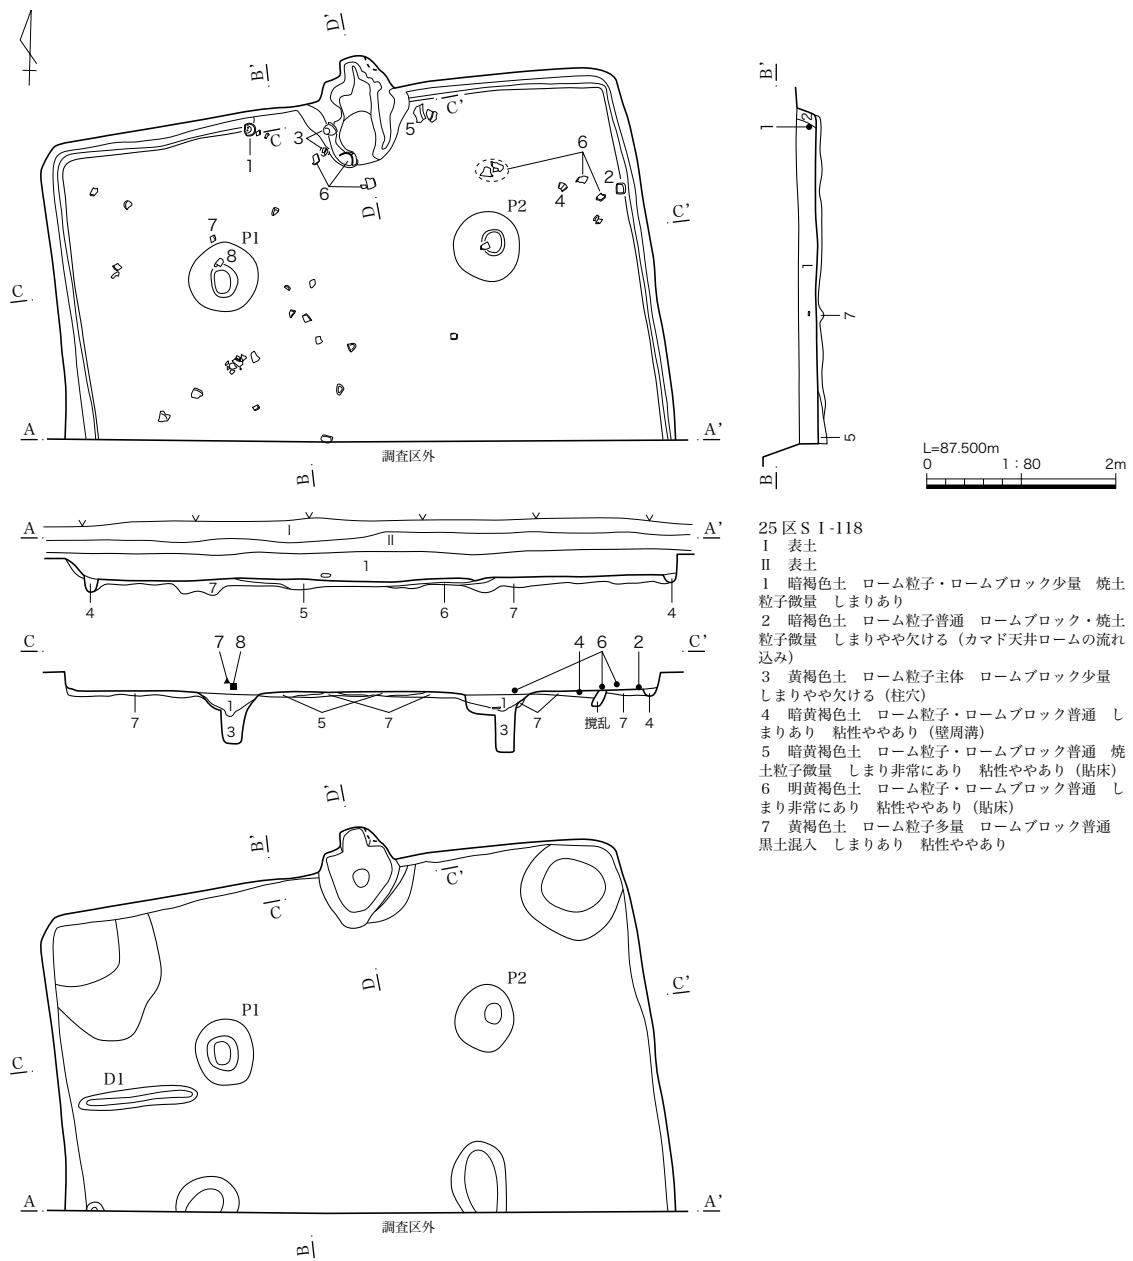 D'
B'
C'
C
3
5
1
6
6
2
4
D
P2
C'
7
P1
8
C
A
A'
調査区外
B
B'
1
2
1
7
5
B
L=87.500m
0 1：80 2m
A
A'
Ⅰ
Ⅱ
1
7
4
5
6
7
4
C
C'
7 8
4 6 2
1
1
7
3
5
7
3
7
撹乱
7
4
25 区ＳⅠ-118
Ⅰ　表土
Ⅱ　表土
１　暗褐色土　ローム粒子・ロームブロック少量　焼土
粒子微量　しまりあり
２　暗褐色土　ローム粒子普通　ロームブロック・焼土
粒子微量　しまりやや欠ける（カマド天井ロームの流れ
込み）
３　黄褐色土　ローム粒子主体　ロームブロック少量
しまりやや欠ける（柱穴）
４　暗黄褐色土　ローム粒子・ロームブロック普通　し
まりあり　粘性ややあり（壁周溝）
５　暗黄褐色土　ローム粒子・ロームブロック普通　焼
土粒子微量　しまり非常にあり　粘性ややあり（貼床）
６　明黄褐色土　ローム粒子・ロームブロック普通　し
まり非常にあり　粘性ややあり（貼床）
７　黄褐色土　ローム粒子多量　ロームブロック普通
黒土混入　しまりあり　粘性ややあり
D'
B'
C'
C
D
P2
C'
P1
C
D1
A
A'
調査区外
B